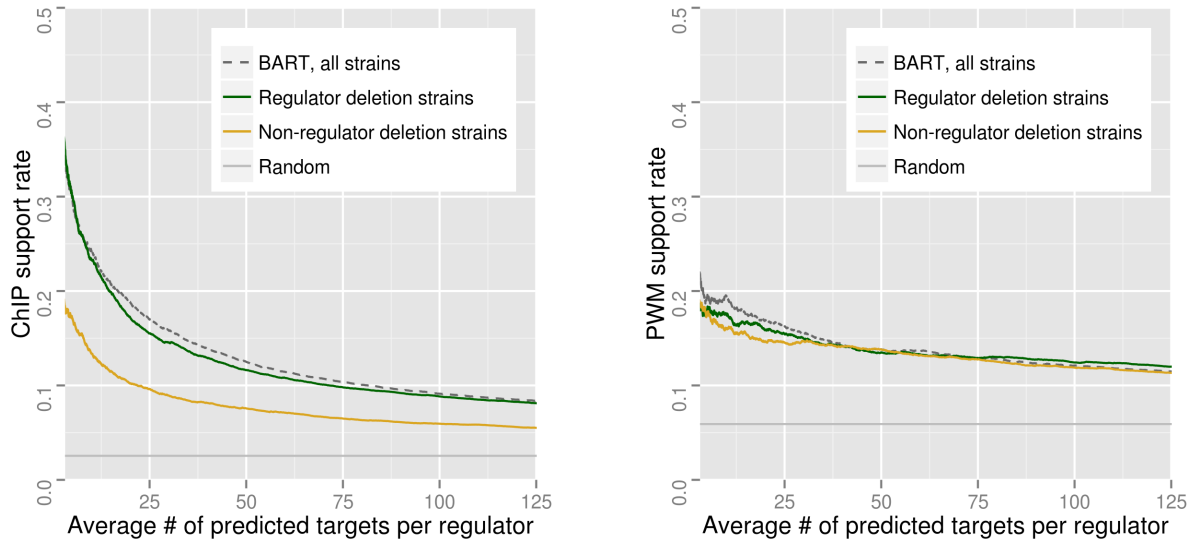 0.5
0.4
0.3
0.2
0.1
0.0
ChIP support rate
BART, all strains
Regulator deletion strains
Non-regulator deletion strains
Random
25
50
75
100
125
Average # of predicted targets per regulator
0.5
0.4
0.3
0.2
0.1
0.0
PWM support rate
BART, all strains
Regulator deletion strains
Non-regulator deletion strains
Random
25
50
75
100
125
Average # of predicted targets per regulator